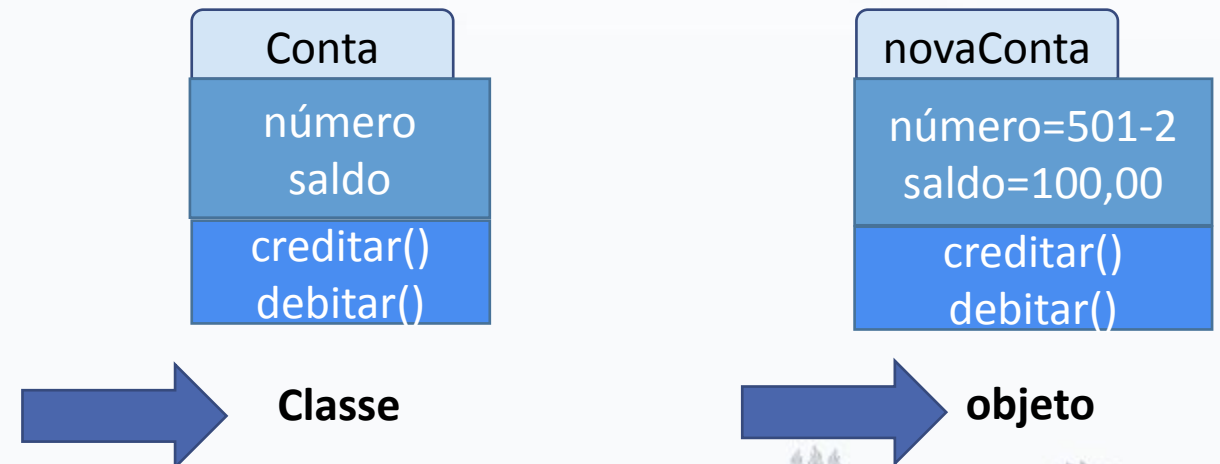 Conta
número
saldo
creditar()
debitar()
Classe
novaConta
número=501-2
saldo=100,00
creditar()
debitar()
objeto